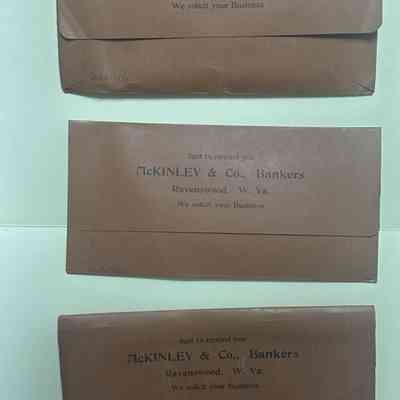 We solicit your Business
Just to remind you
McKINLEY & Co., Bankers
Ravenswood, W. Va.
We solicit your Business
Just to remind you
McKINLEY & Co., Bankers
Ravenswood, W. Va.
We solicit your Business